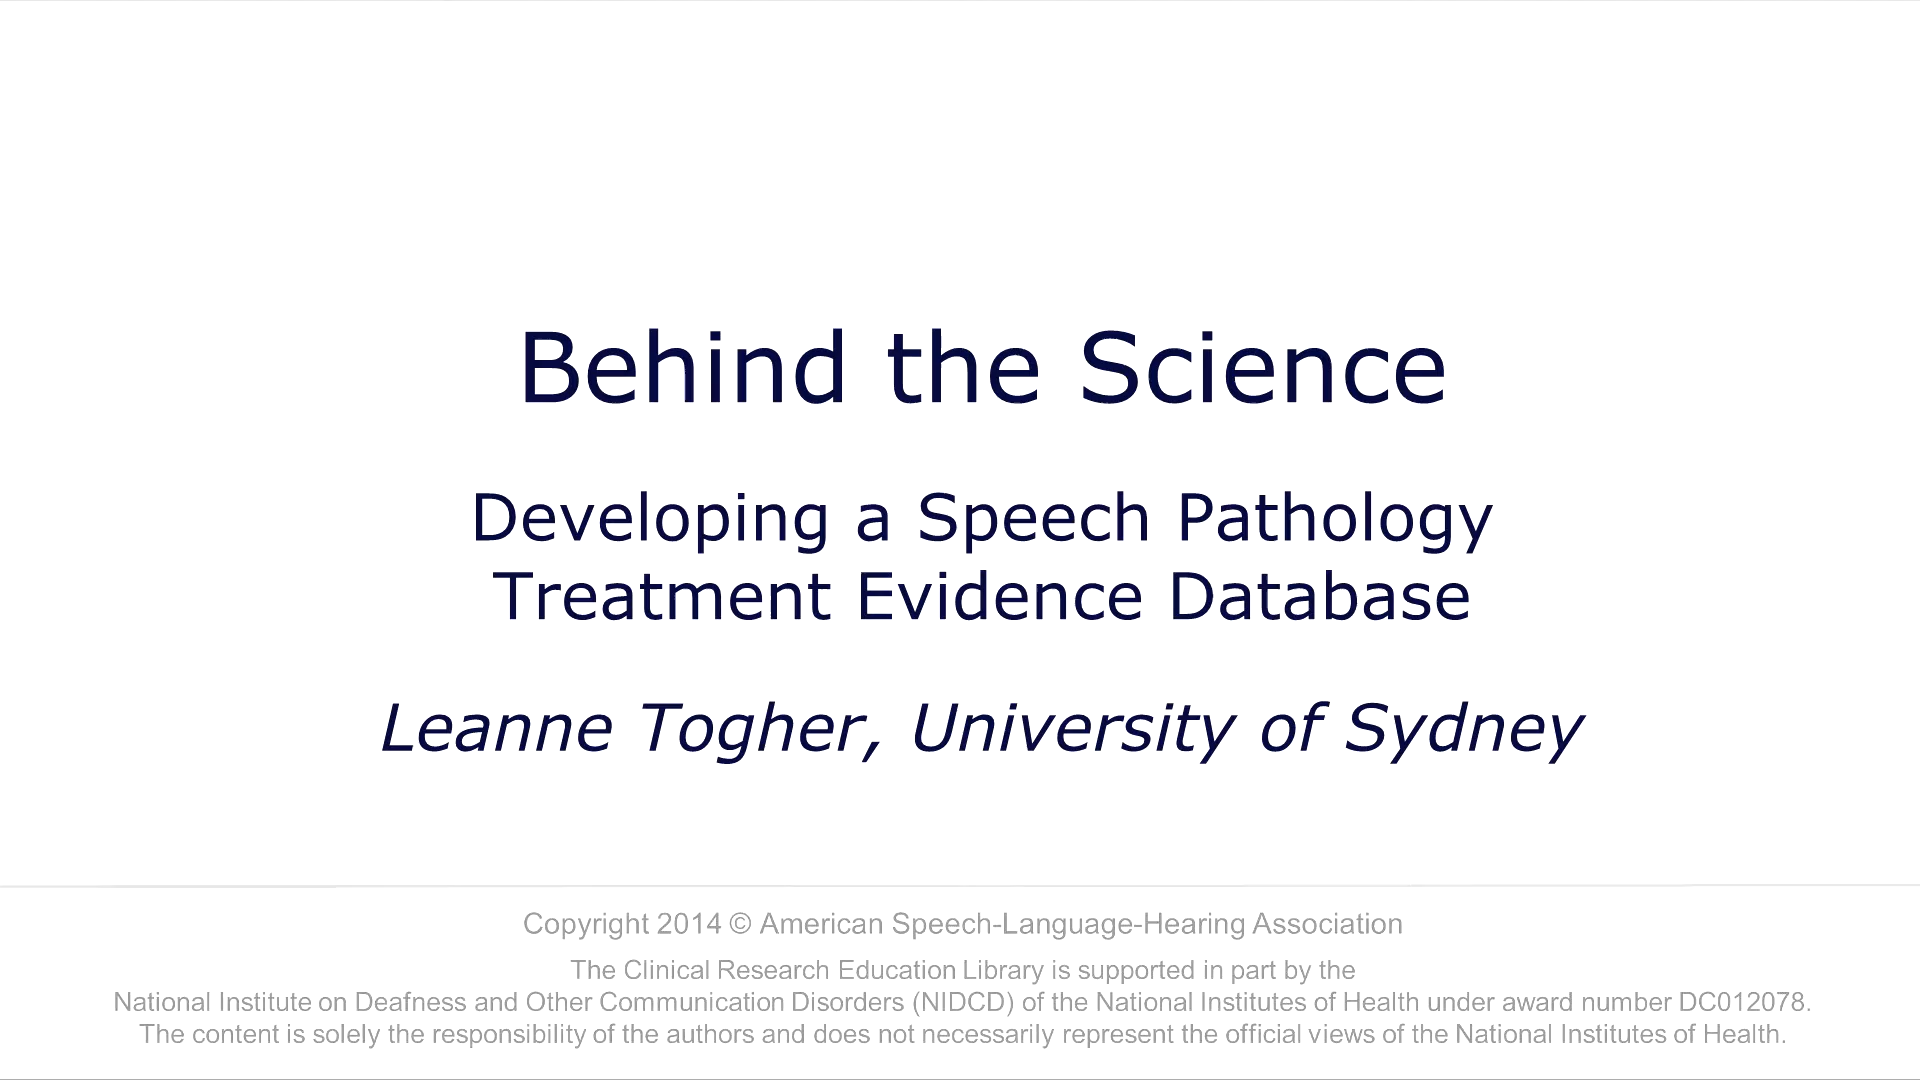 Behind the Science
Developing a Speech Pathology
Treatment Evidence Database
Leanne Togher, University of Sydney
Copyright 2014 © American Speech-Language-Hearing Association
The Clinical Research Education Library is supported in part by the
National Institute on Deafness and Other Communication Disorders (NIDCD) of the National Institutes of Health under award number DC012078.
The content is solely the responsibility of the authors and does not necessarily represent the official views of the National Institutes of Health.